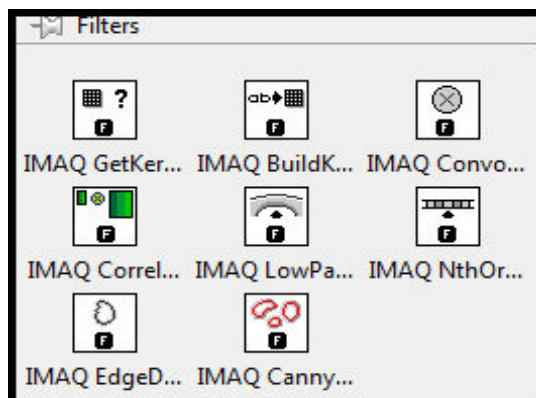 Filters
?
F F F
IMAQ GetKer... IMAQ BuildK... IMAQ Convo...
F F F
IMAQ Correl... IMAQ LowPa... IMAQ NthOr...
F F
IMAQ EdgeD... IMAQ Canny...